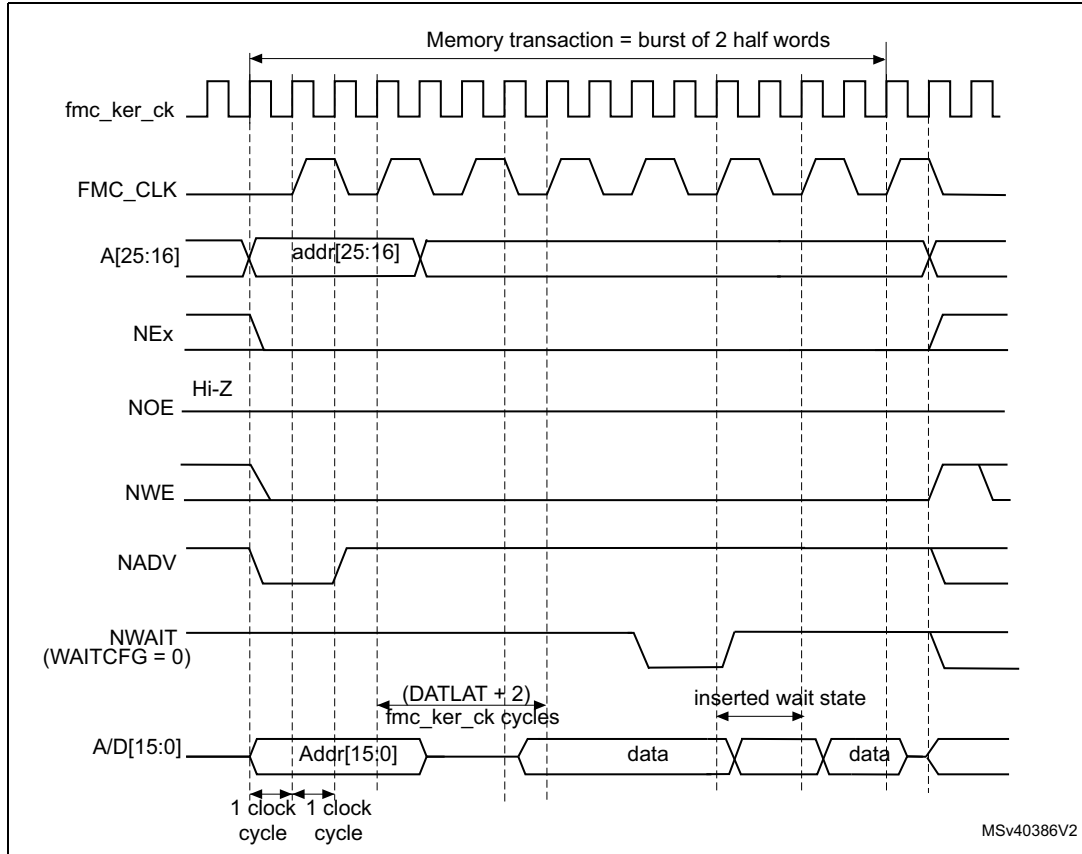 Memory transaction = burst of 2 half words
fmc_ker_ck
FMC_CLK
A[25:16]
addr[25:16]
NEx
Hi-Z
NOE
NWE
NADV
NWAIT
(WAITCFG = 0)
(DATLAT + 2)
fmc_ker_ck cycles
inserted wait state
A/D[15:0]
Addr[15:0]
data
data
1 clock
cycle
1 clock
cycle
MSv40386V2